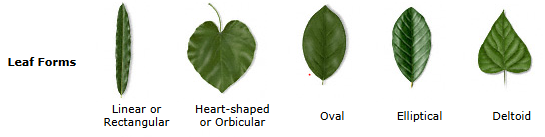 Leaf Forms
Linear or
Rectangular
Heart-shaped
or Orbicular
Oval
Elliptical
Deltoid